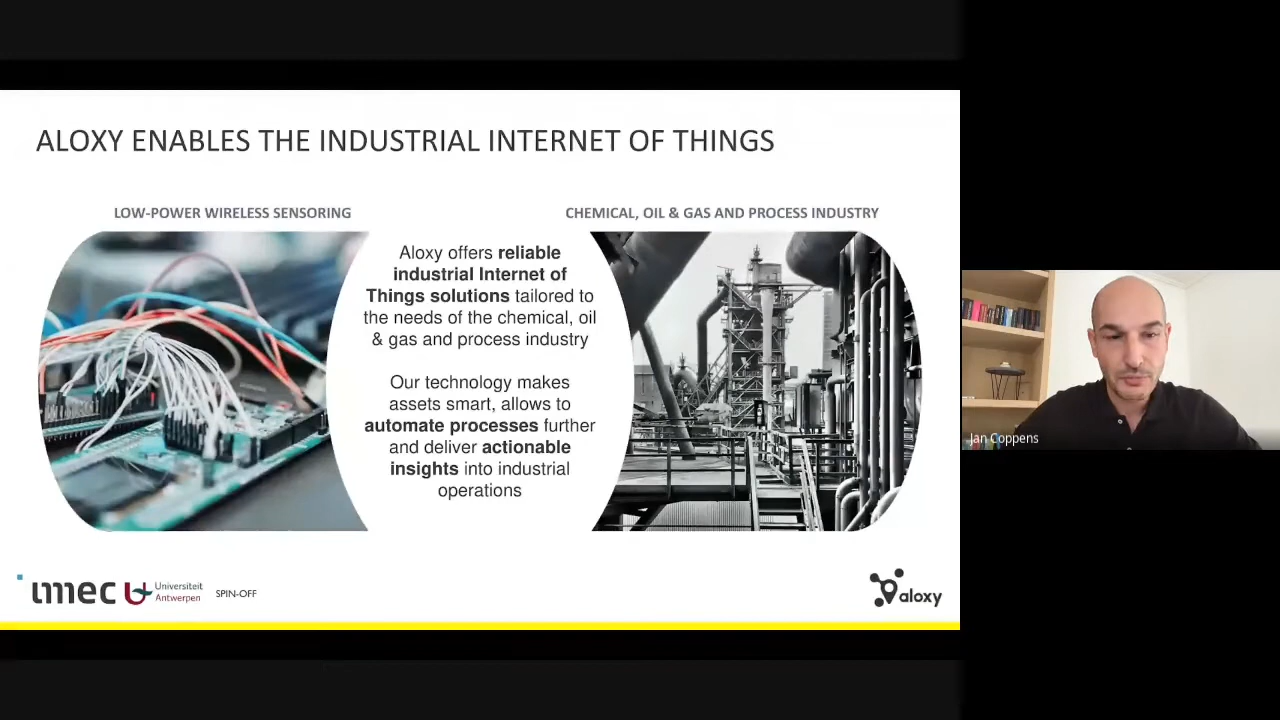 ALOXY ENABLES THE INDUSTRIAL INTERNET OF THINGS
LOW-POWER WIRELESS SENSORING
CHEMICAL, OIL & GAS AND PROCESS INDUSTRY
Aloxy offers reliable
industrial Internet of
Things solutions tailored to
the needs of the chemical, oil
& gas and process industry
Our technology makes
assets smart, allows to
automate processes further
and deliver actionable
insights into industrial
operations
Jan Coppens
imec
Universiteit
Antwerpen
SPIN-OFF
aloxy